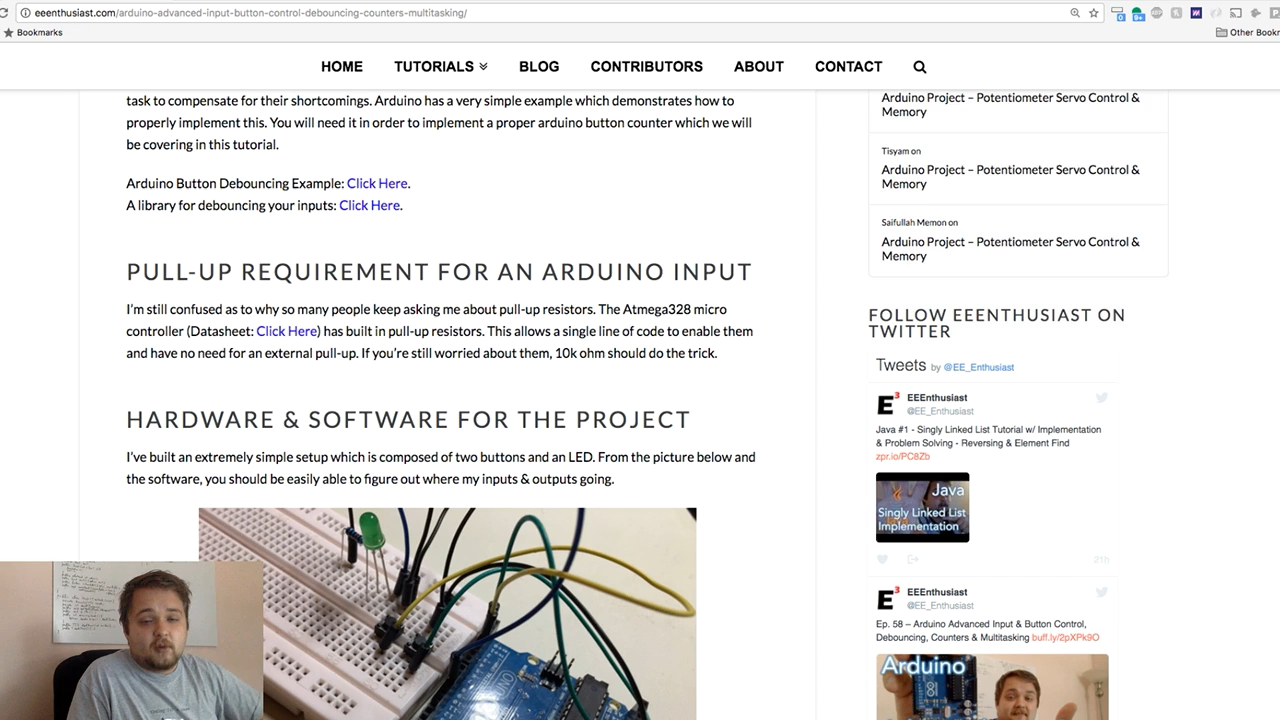 eeenthusiast.com/arduino-advanced-input-button-control-debouncing-counters-multitasking/
Bookmarks
Other Bookr
HOME
TUTORIALS
BLOG
CONTRIBUTORS
ABOUT
CONTACT
task to compensate for their shortcomings. Arduino has a very simple example which demonstrates how to
properly implement this. You will need it in order to implement a proper arduino button counter which we will
be covering in this tutorial.
Arduino Button Debouncing Example: Click Here.
A library for debouncing your inputs: Click Here.
PULL-UP REQUIREMENT FOR AN ARDUINO INPUT
I'm still confused as to why so many people keep asking me about pull-up resistors. The Atmega328 micro
controller (Datasheet: Click Here) has built in pull-up resistors. This allows a single line of code to enable them
and have no need for an external pull-up. If you're still worried about them, 10k ohm should do the trick.
HARDWARE & SOFTWARE FOR THE PROJECT
I've built an extremely simple setup which is composed of two buttons and an LED. From the picture below and
the software, you should be easily able to figure out where my inputs & outputs going.
Arduino Project – Potentiometer Servo Control &
Memory
Tisyam on
Arduino Project – Potentiometer Servo Control &
Memory
Saifullah Memon on
Arduino Project – Potentiometer Servo Control &
Memory
FOLLOW EEENTHUSIAST ON
TWITTER
Tweets by @EE_Enthusiast
E3
EEEnthusiast
@EE_Enthusiast
Java #1 - Singly Linked List Tutorial w/ Implementation
& Problem Solving - Reversing & Element Find
zpr.io/PC8Zb
Java
Singly Linked List
Implementation
21h
E3
EEEnthusiast
@EE_Enthusiast
Ep. 58 – Arduino Advanced Input & Button Control,
Debouncing, Counters & Multitasking buff.ly/2pXPk9O
Arduino